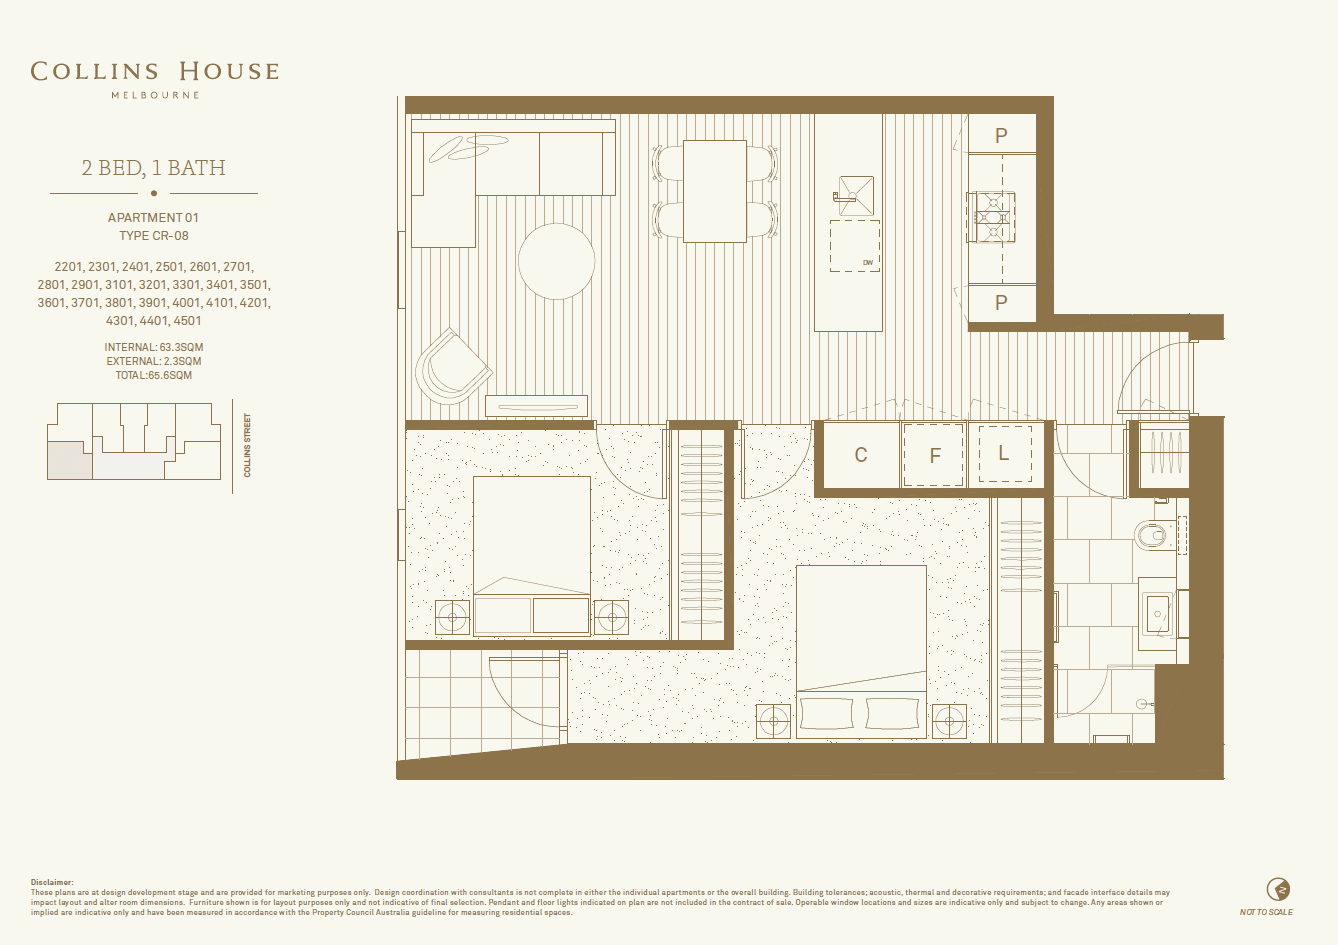 COLLINS HOUSE
MELBOURNE
2 BED, 1 BATH
APARTMENT 01
TYPE CR-08
2201, 2301, 2401, 2501, 2601, 2701,
2801, 2901, 3101, 3201, 3301, 3401, 3501,
3601, 3701, 3801, 3901, 4001, 4101, 4201,
4301, 4401, 4501
INTERNAL: 63.3SQM
EXTERNAL: 2.3SQM
TOTAL:65.6SQM
COLLINS STREET
P
DW
P
C
F
L
Disclaimer:
These plans are at design development stage and are provided for marketing purposes only. Design coordination with consultants is not complete in either the individual apartments or the overall building. Building tolerances; acoustic, thermal and decorative requirements; and facade interface details may
impact layout and alter room dimensions. Furniture shown is for layout purposes only and not indicative of final selection. Pendant and floor lights indicated on plan are not included in the contract of sale. Operable window locations and sizes are indicative only and subject to change. Any areas shown or
implied are indicative only and have been measured in accordance with the Property Council Australia guideline for measuring residential spaces.
N
NOT TO SCALE